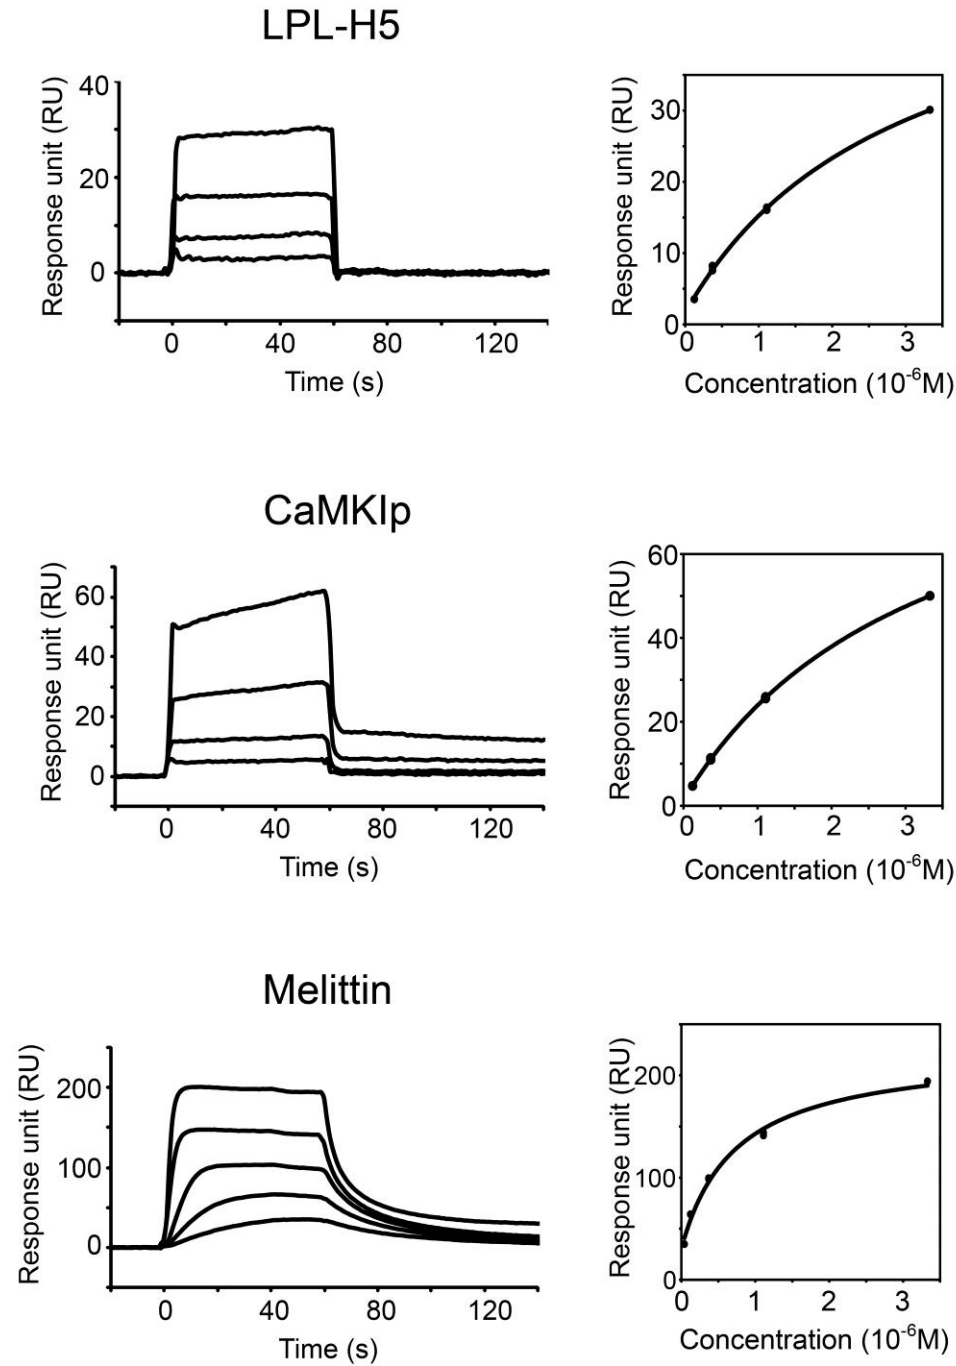 LPL-H5
Response unit (RU)
40
20
0
0 40 80 120
Time (s)
Response unit (RU)
30
20
10
0
0 1 2 3
Concentration (10⁻⁶M)
CaMKIp
Response unit (RU)
60
40
20
0
0 40 80 120
Time (s)
Response unit (RU)
60
40
20
0
0 1 2 3
Concentration (10⁻⁶M)
Melittin
Response unit (RU)
200
100
0
0 40 80 120
Time (s)
Response unit (RU)
200
100
0
0 1 2 3
Concentration (10⁻⁶M)